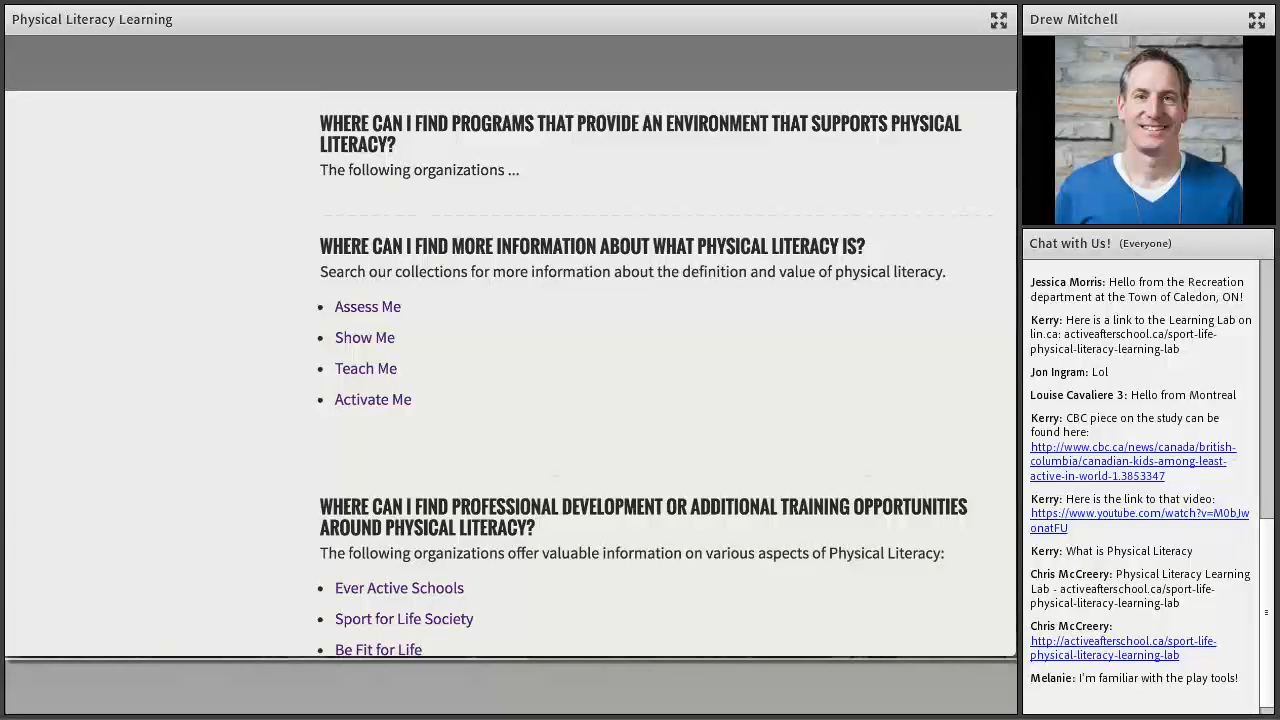 Physical Literacy Learning
WHERE CAN I FIND PROGRAMS THAT PROVIDE AN ENVIRONMENT THAT SUPPORTS PHYSICAL
LITERACY?
The following organizations ...
WHERE CAN I FIND MORE INFORMATION ABOUT WHAT PHYSICAL LITERACY IS?
Search our collections for more information about the definition and value of physical literacy.
Assess Me
Show Me
Teach Me
Activate Me
WHERE CAN I FIND PROFESSIONAL DEVELOPMENT OR ADDITIONAL TRAINING OPPORTUNITIES
AROUND PHYSICAL LITERACY?
The following organizations offer valuable information on various aspects of Physical Literacy:
Ever Active Schools
Sport for Life Society
Be Fit for Life
Drew Mitchell
Chat with Us! (Everyone)
Jessica Morris: Hello from the Recreation
department at the Town of Caledon, ON!
Kerry: Here is a link to the Learning Lab on
lin.ca: activeafterschool.ca/sport-life-
physical-literacy-learning-lab
Jon Ingram: Lol
Louise Cavaliere 3: Hello from Montreal
Kerry: CBC piece on the study can be
found here:
http://www.cbc.ca/news/canada/british-
columbia/canadian-kids-among-least-
active-in-world-1.3853347
Kerry: Here is the link to that video:
https://www.youtube.com/watch?v=M0bJw
onatFU
Kerry: What is Physical Literacy
Chris McCreery: Physical Literacy Learning
Lab - activeafterschool.ca/sport-life-
physical-literacy-learning-lab
Chris McCreery:
http://activeafterschool.ca/sport-life-
physical-literacy-learning-lab
Melanie: I'm familiar with the play tools!